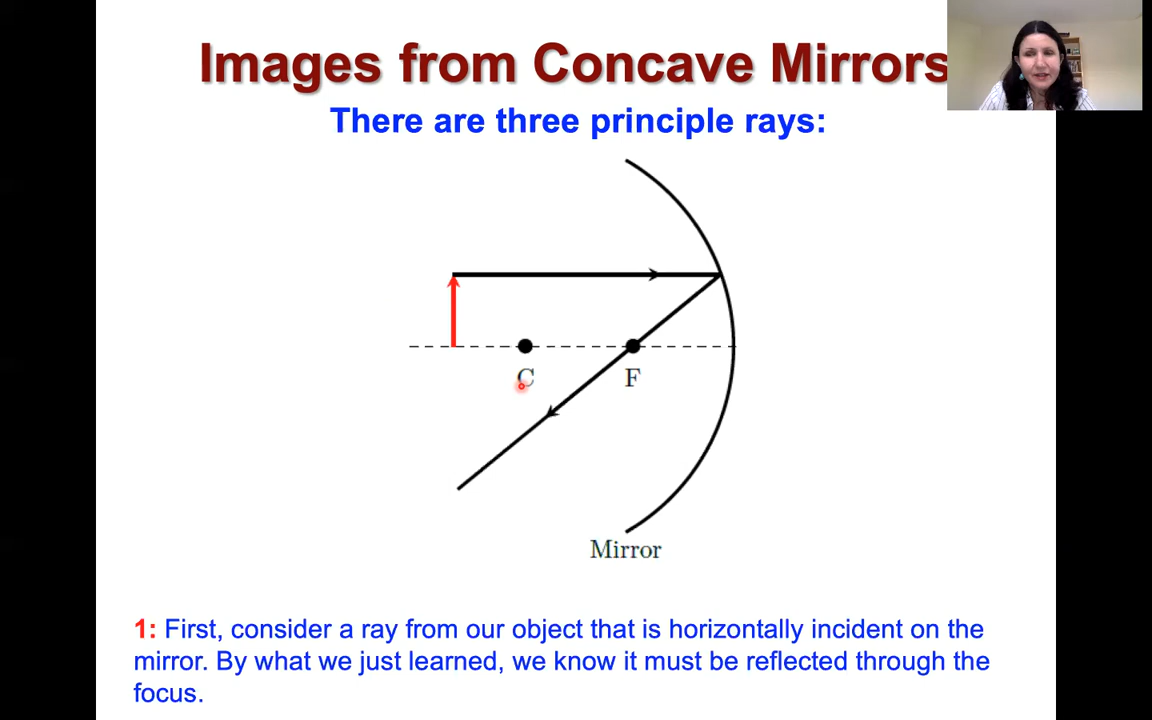 Images from Concave Mirrors
There are three principle rays:
C
F
Mirror
1: First, consider a ray from our object that is horizontally incident on the
mirror. By what we just learned, we know it must be reflected through the
focus.